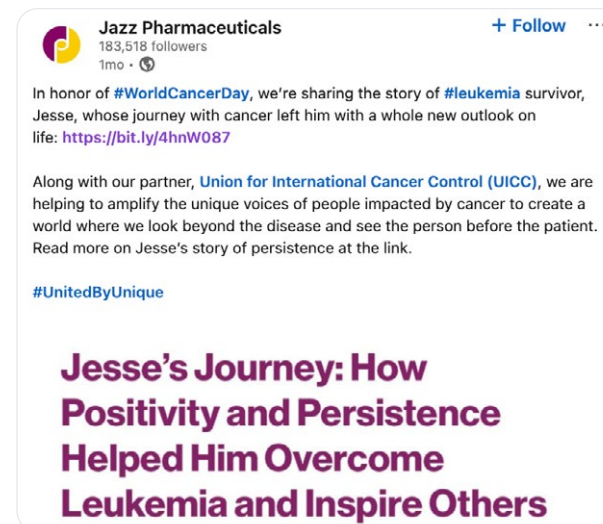 Jazz Pharmaceuticals
+ Follow ...
183,518 followers
1mo •
In honor of #WorldCancerDay, we’re sharing the story of #leukemia survivor,
Jesse, whose journey with cancer left him with a whole new outlook on
life: https://bit.ly/4hnW087
Along with our partner, Union for International Cancer Control (UICC), we are
helping to amplify the unique voices of people impacted by cancer to create a
world where we look beyond the disease and see the person before the patient.
Read more on Jesse’s story of persistence at the link.
#UnitedByUnique
Jesse’s Journey: How
Positivity and Persistence
Helped Him Overcome
Leukemia and Inspire Others